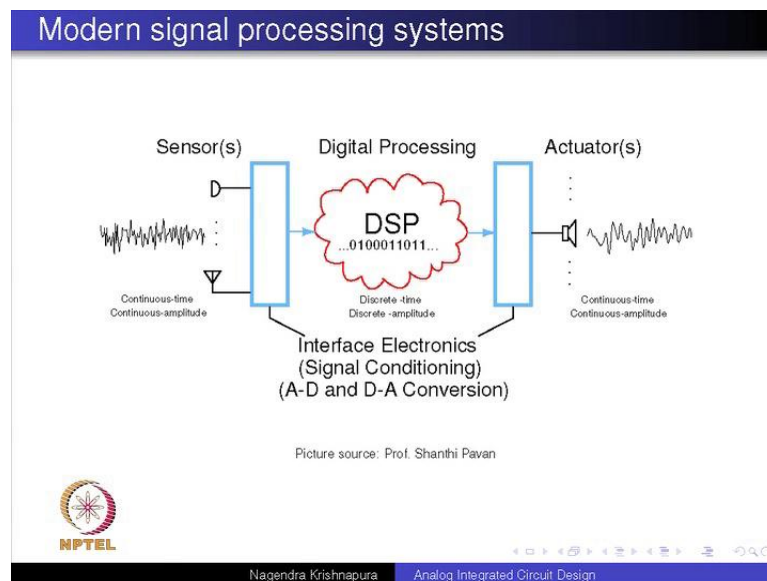 Modern signal processing systems
Sensor(s)
Digital Processing
Actuator(s)
DSP
...0100011011...
Continuous-time
Continuous-amplitude
Discrete -time
Discrete -amplitude
Continuous-time
Continuous-amplitude
Interface Electronics
(Signal Conditioning)
(A-D and D-A Conversion)
Picture source: Prof. Shanthi Pavan
NPTEL
Nagendra Krishnapura
Analog Integrated Circuit Design